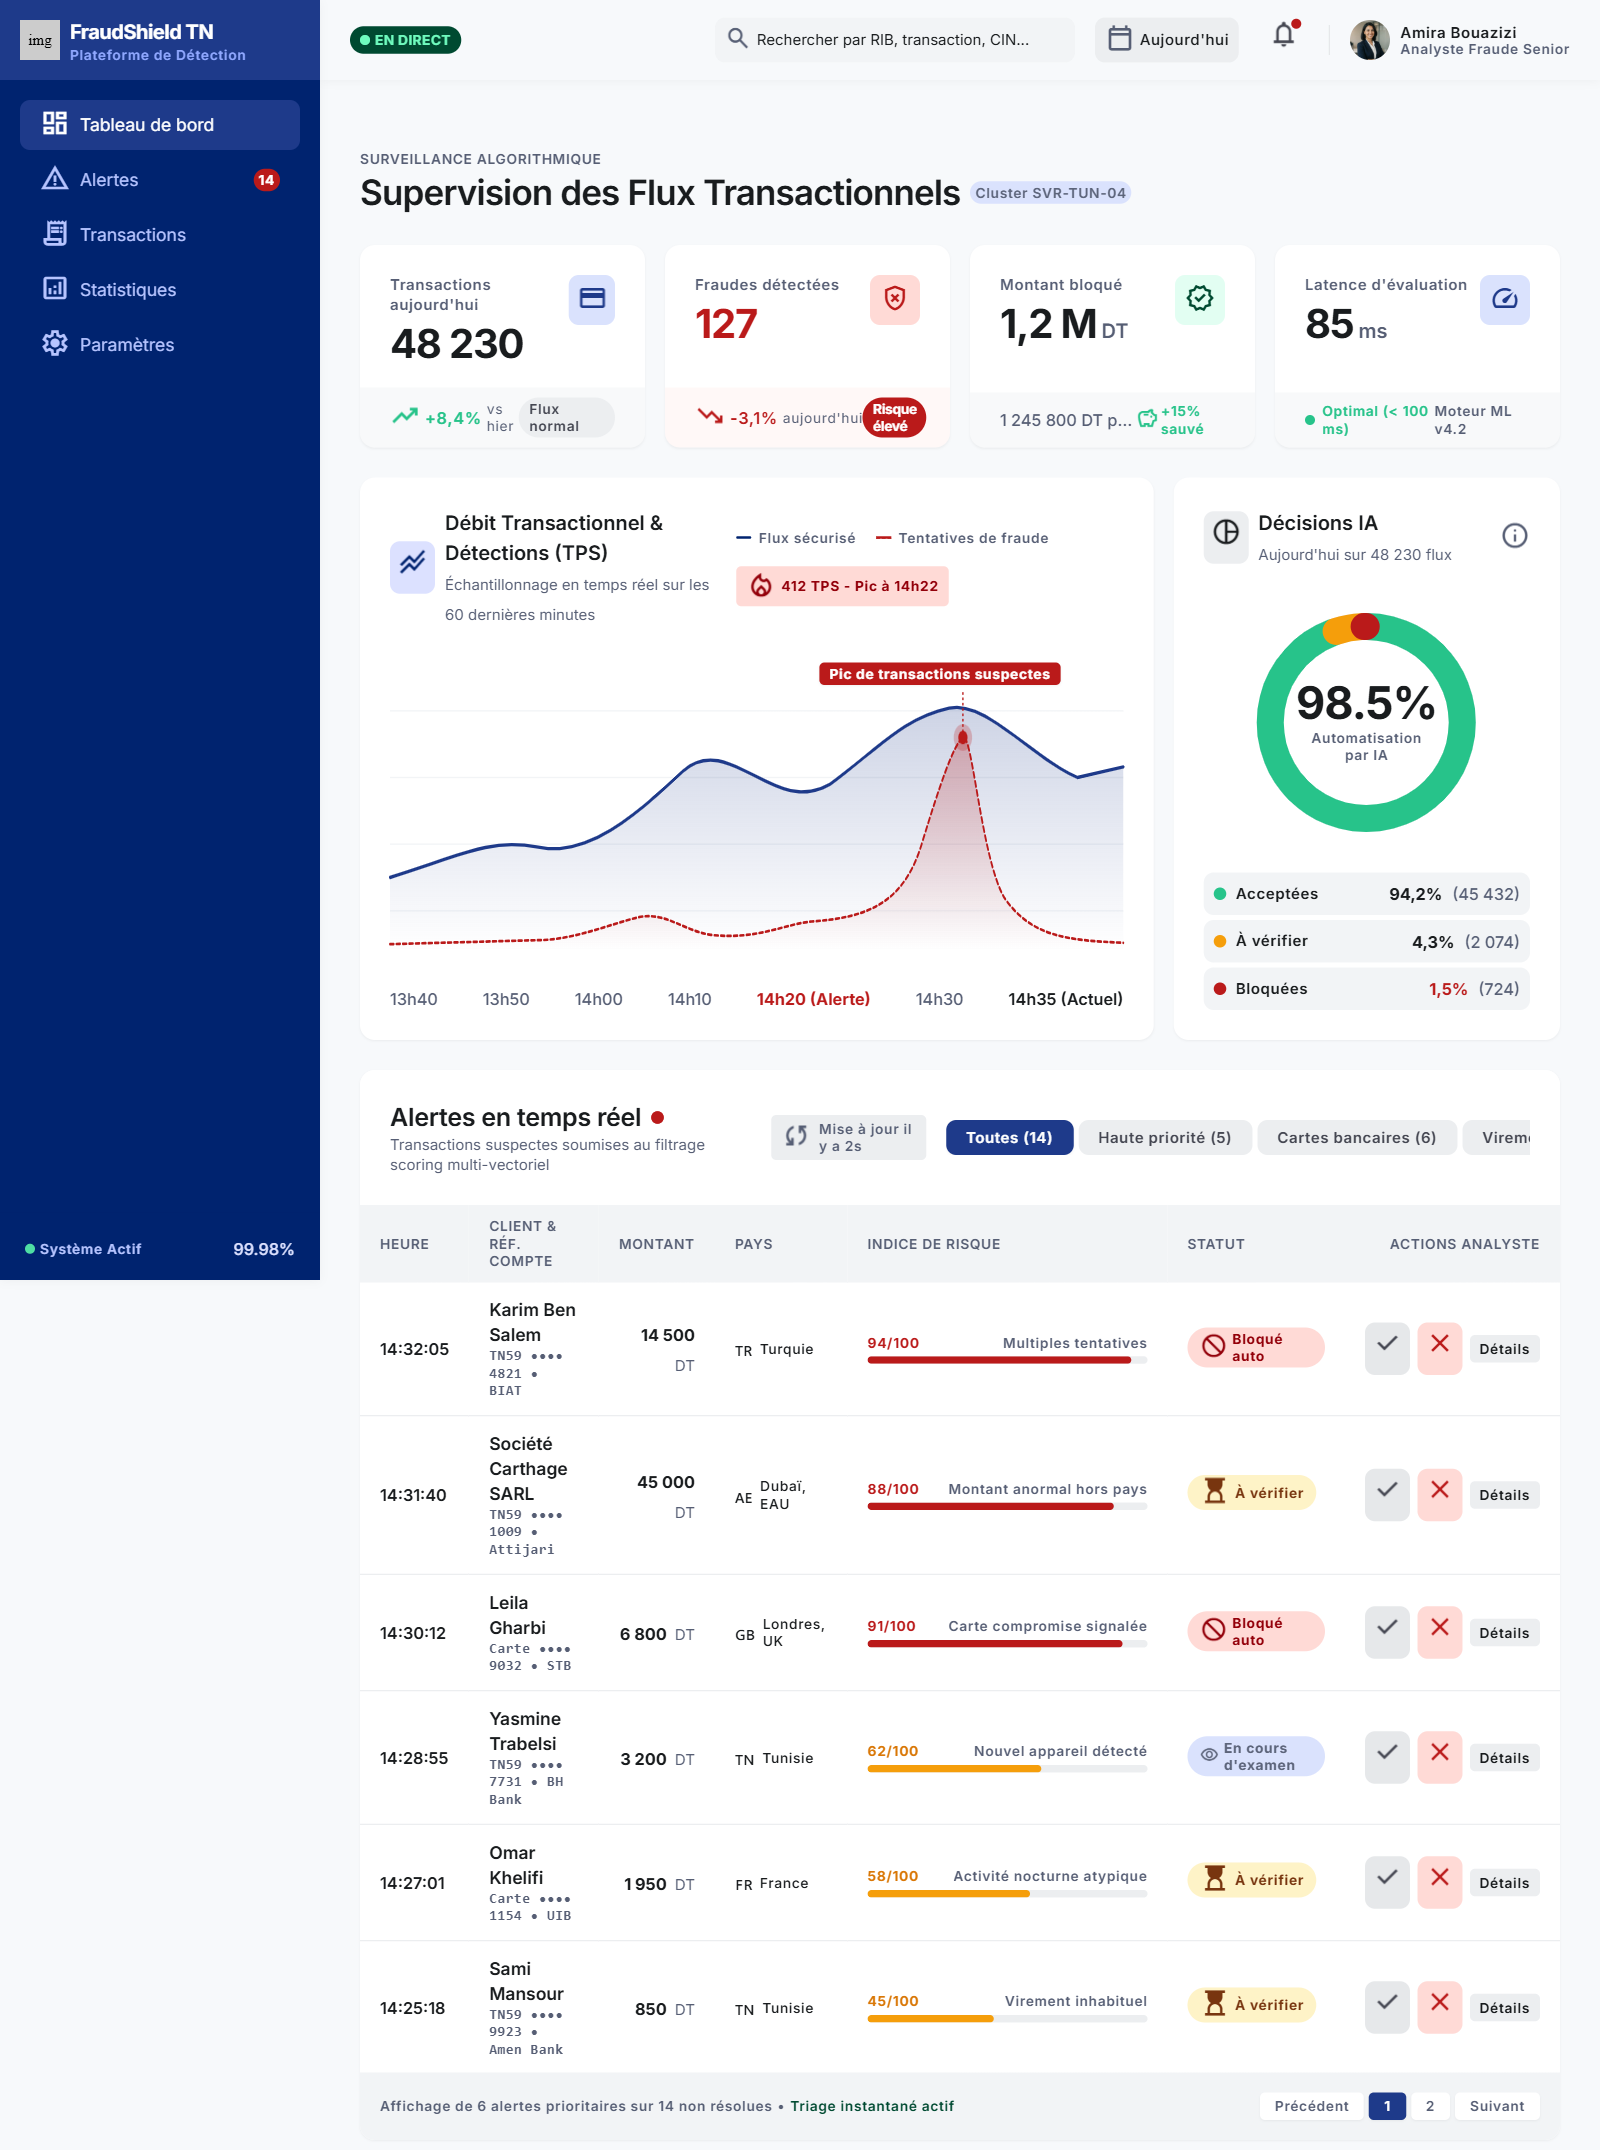 img
FraudShield TN
Plateforme de Détection
EN DIRECT
Rechercher par RIB, transaction, CIN...
Aujourd'hui
Amira Bouazizi
Analyste Fraude Senior
Tableau de bord
Alertes
14
Transactions
Statistiques
Paramètres
Système Actif
99.98%
SURVEILLANCE ALGORITHMIQUE
Supervision des Flux Transactionnels
Cluster SVR-TUN-04
Transactions
aujourd'hui
48 230
+8,4%
vs
hier
Flux
normal
Fraudes détectées
127
-3,1%
aujourd'hui
Risque
élevé
Montant bloqué
1,2 M DT
1 245 800 DT p...
+15%
sauvé
Latence d'évaluation
85 ms
Optimal (< 100
ms)
Moteur ML
v4.2
Débit Transactionnel &
Détections (TPS)
Échantillonnage en temps réel sur les
60 dernières minutes
Flux sécurisé
Tentatives de fraude
412 TPS - Pic à 14h22
Pic de transactions suspectes
13h40
13h50
14h00
14h10
14h20 (Alerte)
14h30
14h35 (Actuel)
Décisions IA
Aujourd'hui sur 48 230 flux
98.5%
Automatisation
par IA
Acceptées
94,2% (45 432)
À vérifier
4,3% (2 074)
Bloquées
1,5% (724)
Alertes en temps réel
Transactions suspectes soumises au filtrage
scoring multi-vectoriel
Mise à jour il
y a 2s
Toutes (14)
Haute priorité (5)
Cartes bancaires (6)
Virem
HEURE
CLIENT &
RÉF.
COMPTE
MONTANT
PAYS
INDICE DE RISQUE
STATUT
ACTIONS ANALYSTE
14:32:05
Karim Ben
Salem
TN59 ••••
4821 •
BIAT
14 500
DT
TR Turquie
94/100
Multiples tentatives
Bloqué
auto
Détails
14:31:40
Société
Carthage
SARL
TN59 ••••
1009 •
Attijari
45 000
DT
AE Dubaï,
EAU
88/100
Montant anormal hors pays
À vérifier
Détails
14:30:12
Leila
Gharbi
Carte ••••
9032 • STB
6 800 DT
GB Londres,
UK
91/100
Carte compromise signalée
Bloqué
auto
Détails
14:28:55
Yasmine
Trabelsi
TN59 ••••
7731 • BH
Bank
3 200 DT
TN Tunisie
62/100
Nouvel appareil détecté
En cours
d'examen
Détails
14:27:01
Omar
Khelifi
Carte ••••
1154 • UIB
1 950 DT
FR France
58/100
Activité nocturne atypique
À vérifier
Détails
14:25:18
Sami
Mansour
TN59 ••••
9923 •
Amen Bank
850 DT
TN Tunisie
45/100
Virement inhabituel
À vérifier
Détails
Affichage de 6 alertes prioritaires sur 14 non résolues • Triage instantané actif
Précédent
1
2
Suivant